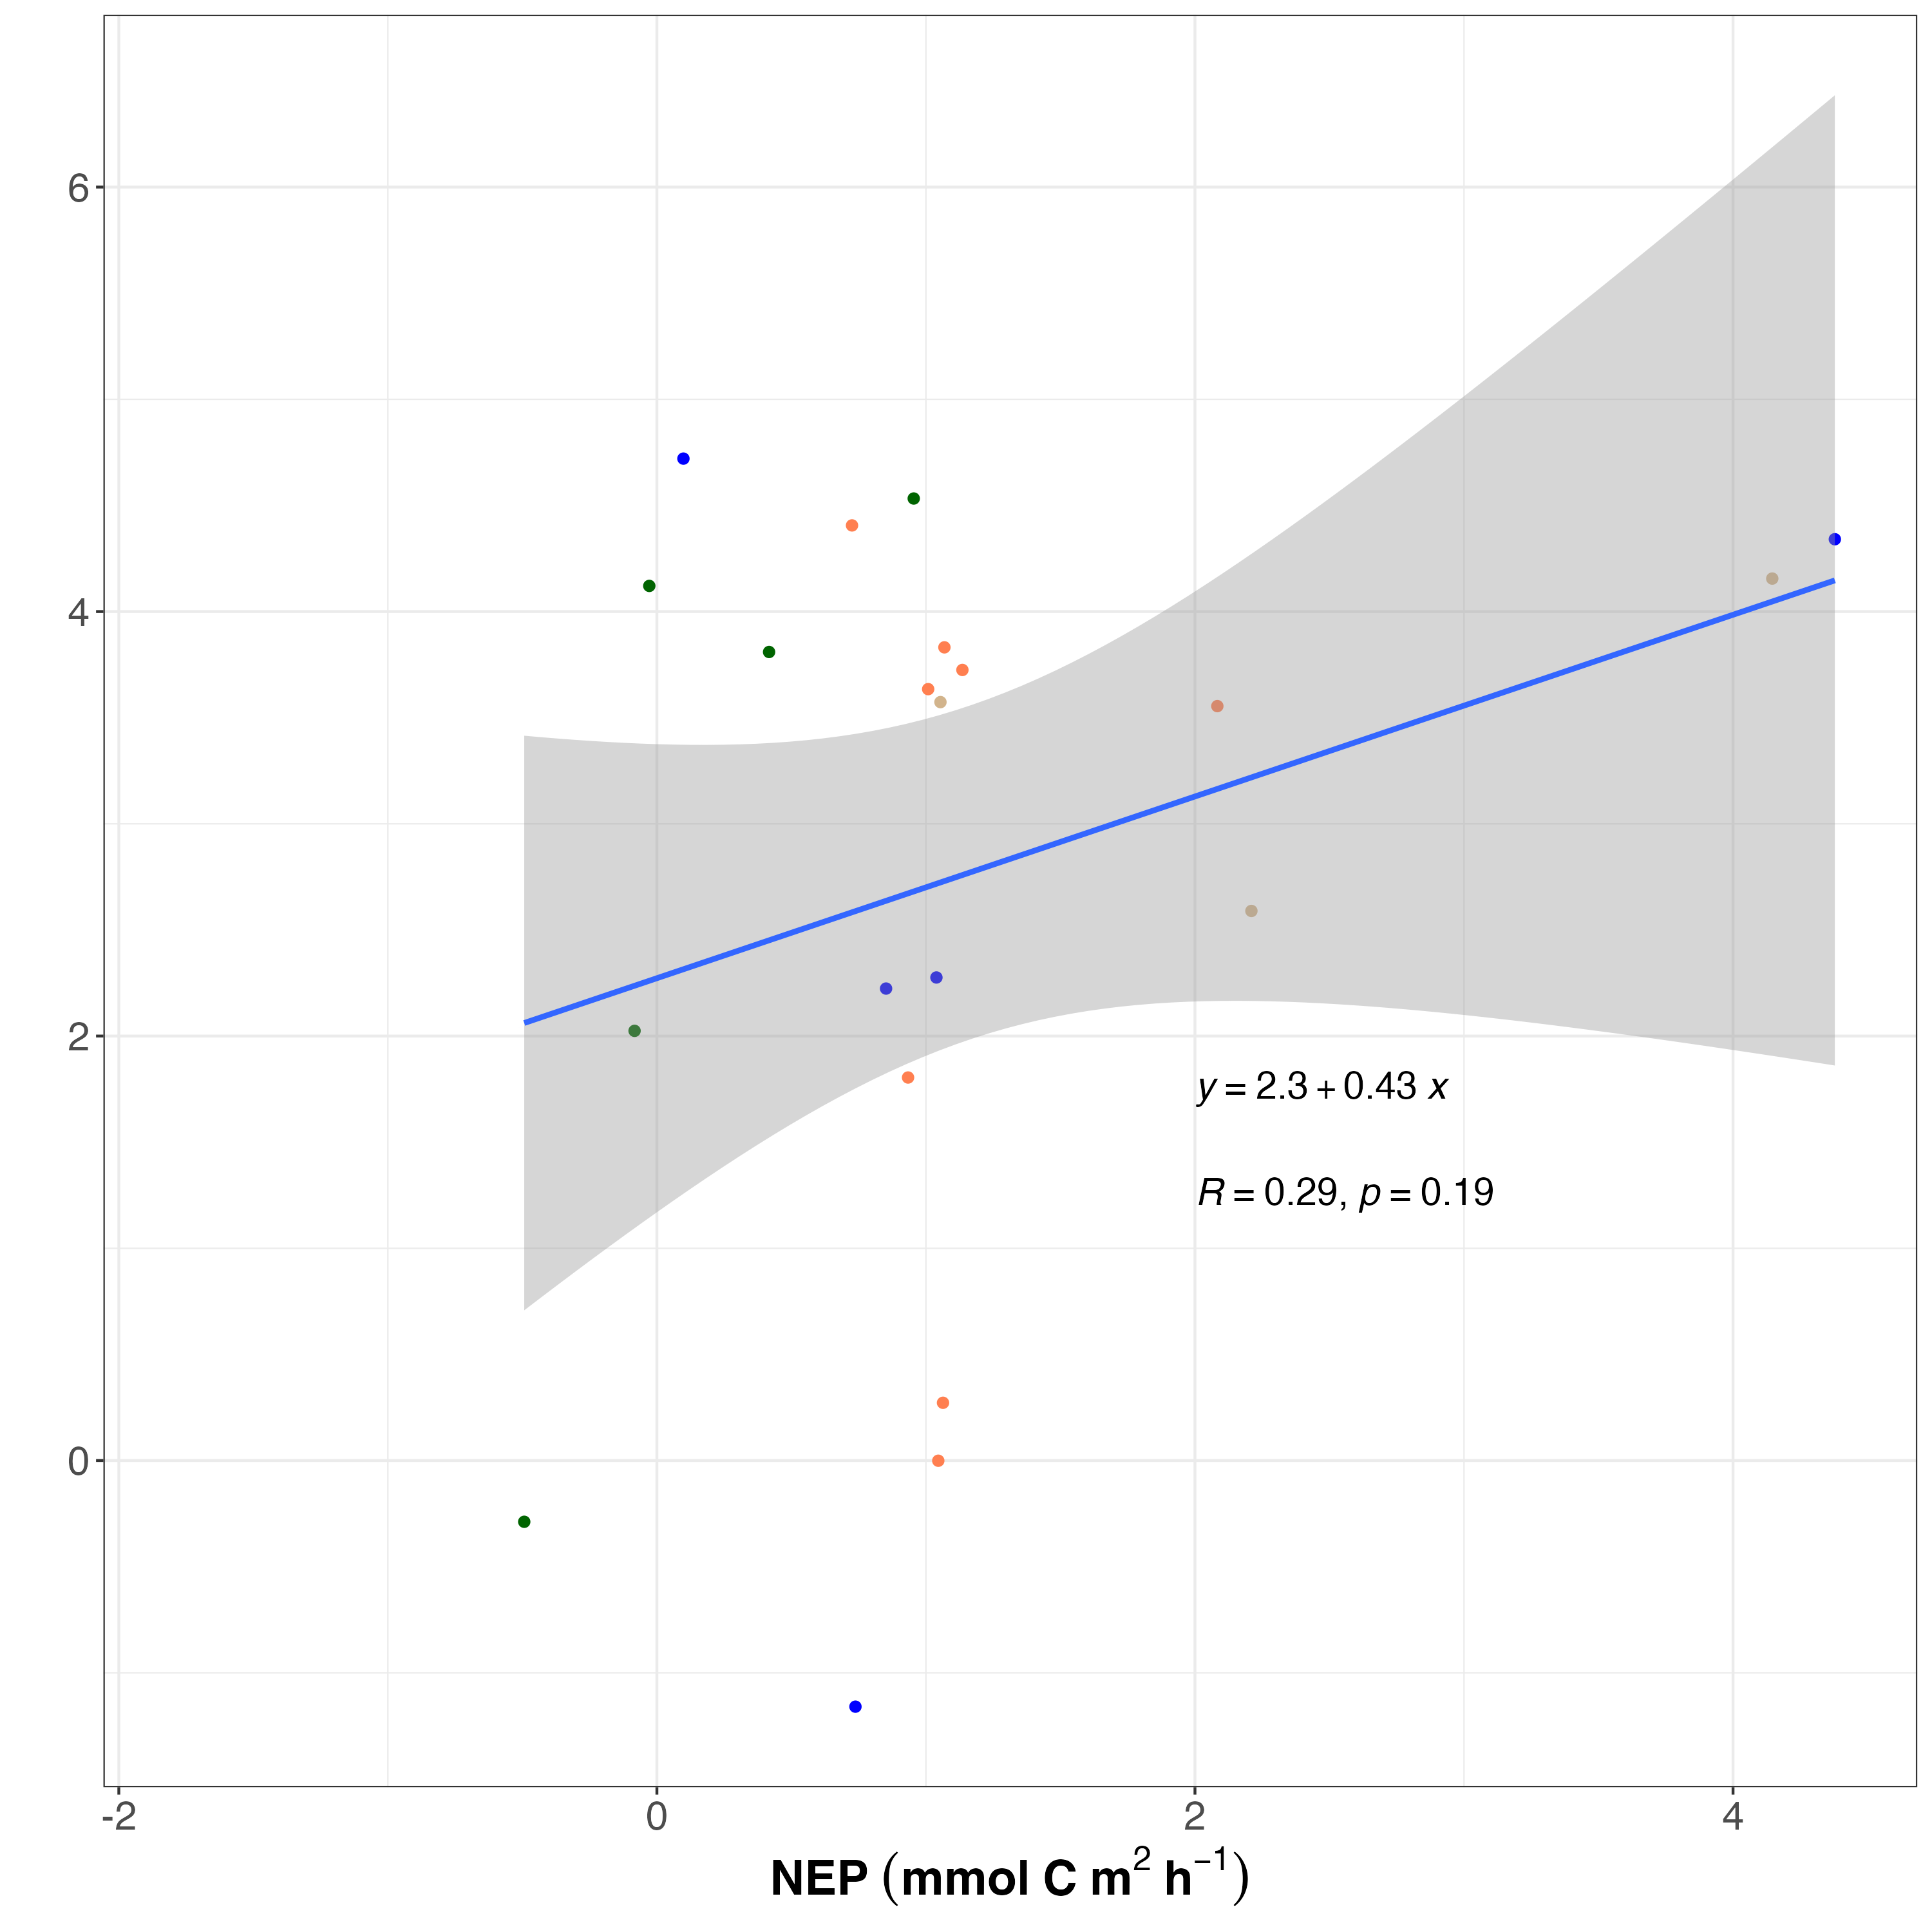 6
4
2
0
y = 2.3 + 0.43 x
R = 0.29, p = 0.19
-2 0 2 4
NEP (mmol C m² h⁻¹)